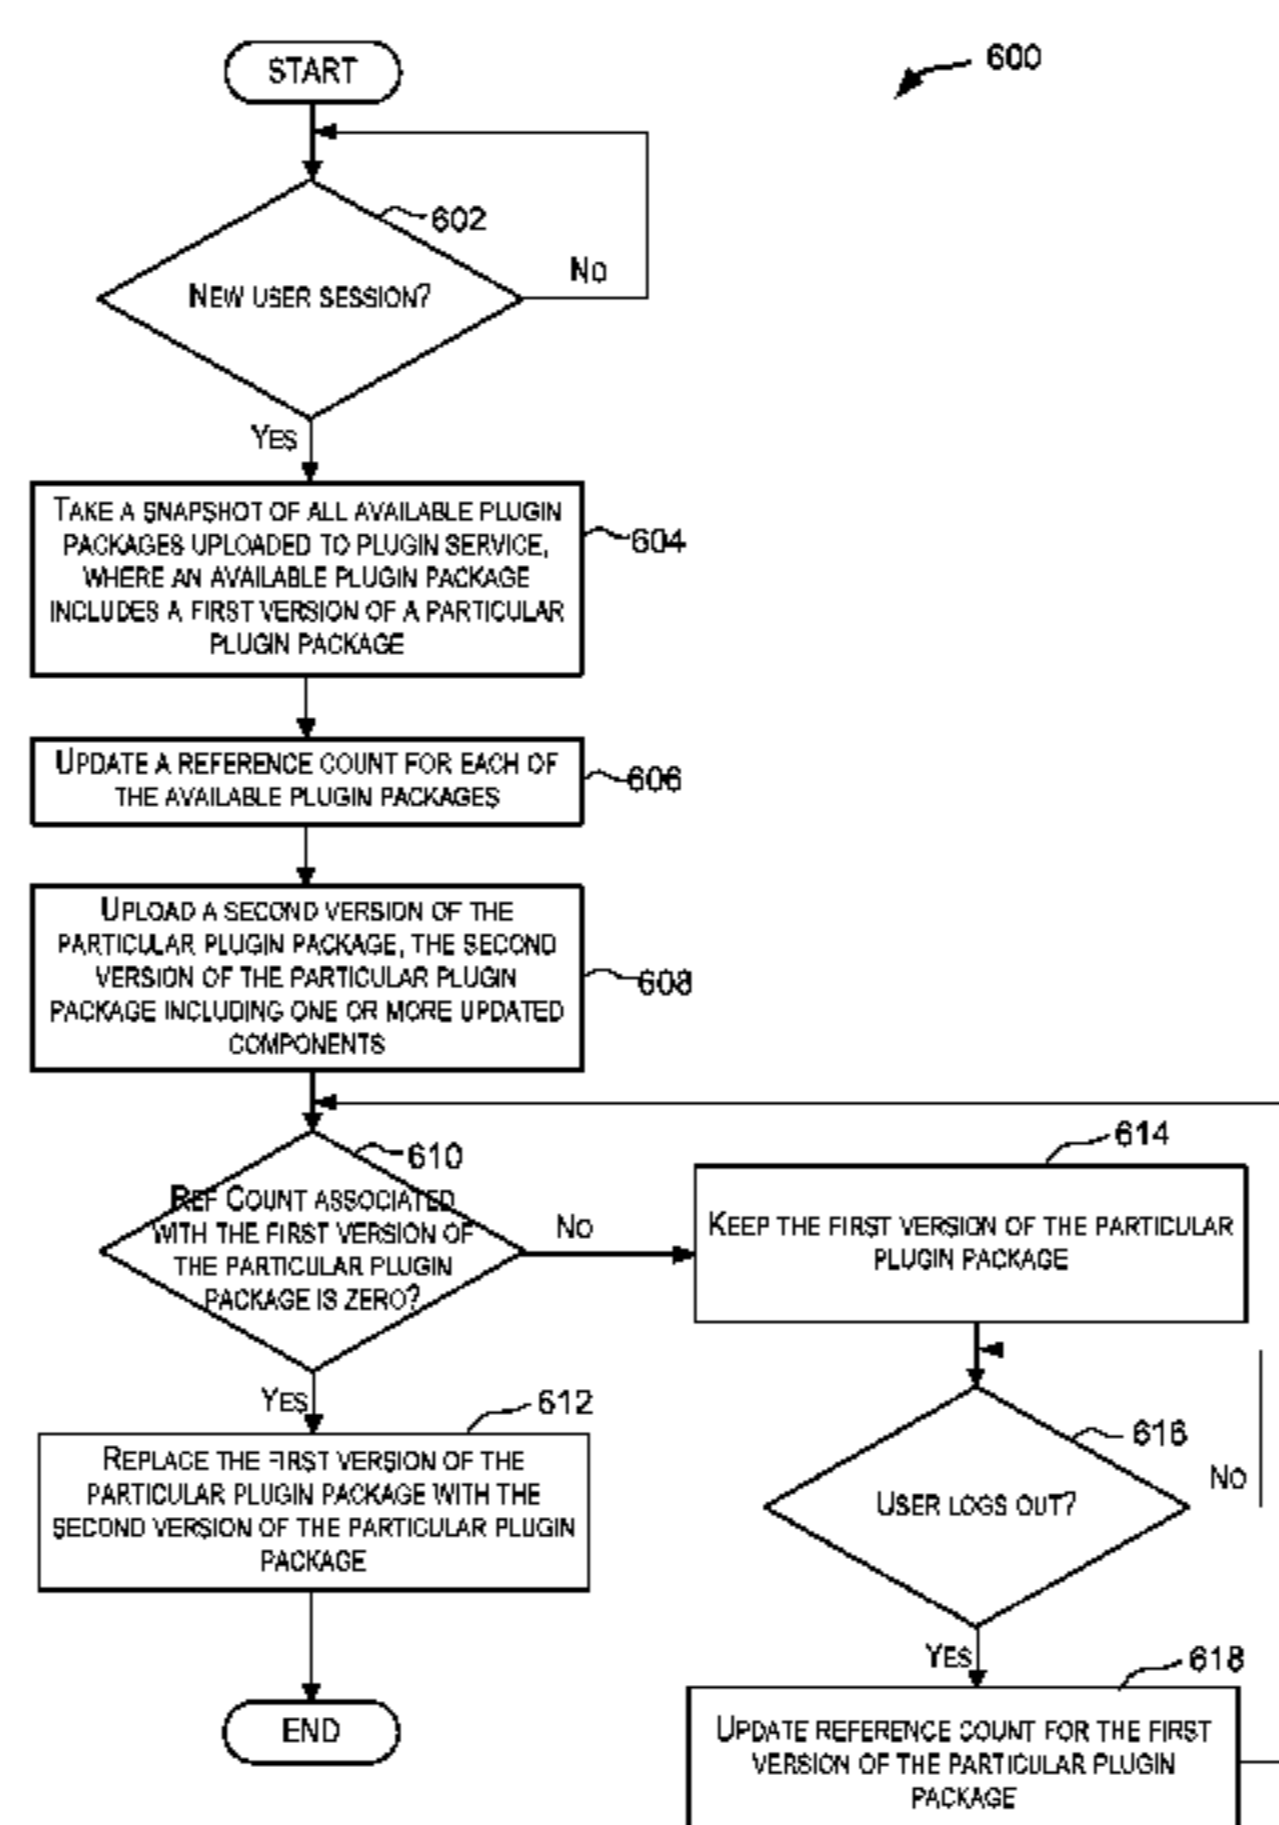 START
600
602
NEW USER SESSION?
NO
YES
TAKE A SNAPSHOT OF ALL AVAILABLE PLUGIN
PACKAGES UPLOADED TO PLUGIN SERVICE,
WHERE AN AVAILABLE PLUGIN PACKAGE
INCLUDES A FIRST VERSION OF A PARTICULAR
PLUGIN PACKAGE
604
UPDATE A REFERENCE COUNT FOR EACH OF
THE AVAILABLE PLUGIN PACKAGES
606
UPLOAD A SECOND VERSION OF THE
PARTICULAR PLUGIN PACKAGE, THE SECOND
VERSION OF THE PARTICULAR PLUGIN
PACKAGE INCLUDING ONE OR MORE UPDATED
COMPONENTS
608
610
REF COUNT ASSOCIATED
WITH THE FIRST VERSION OF
THE PARTICULAR PLUGIN
PACKAGE IS ZERO?
NO
614
KEEP THE FIRST VERSION OF THE PARTICULAR
PLUGIN PACKAGE
YES
612
REPLACE THE FIRST VERSION OF THE
PARTICULAR PLUGIN PACKAGE WITH THE
SECOND VERSION OF THE PARTICULAR PLUGIN
PACKAGE
616
USER LOGS OUT?
NO
YES
618
UPDATE REFERENCE COUNT FOR THE FIRST
VERSION OF THE PARTICULAR PLUGIN
PACKAGE
END